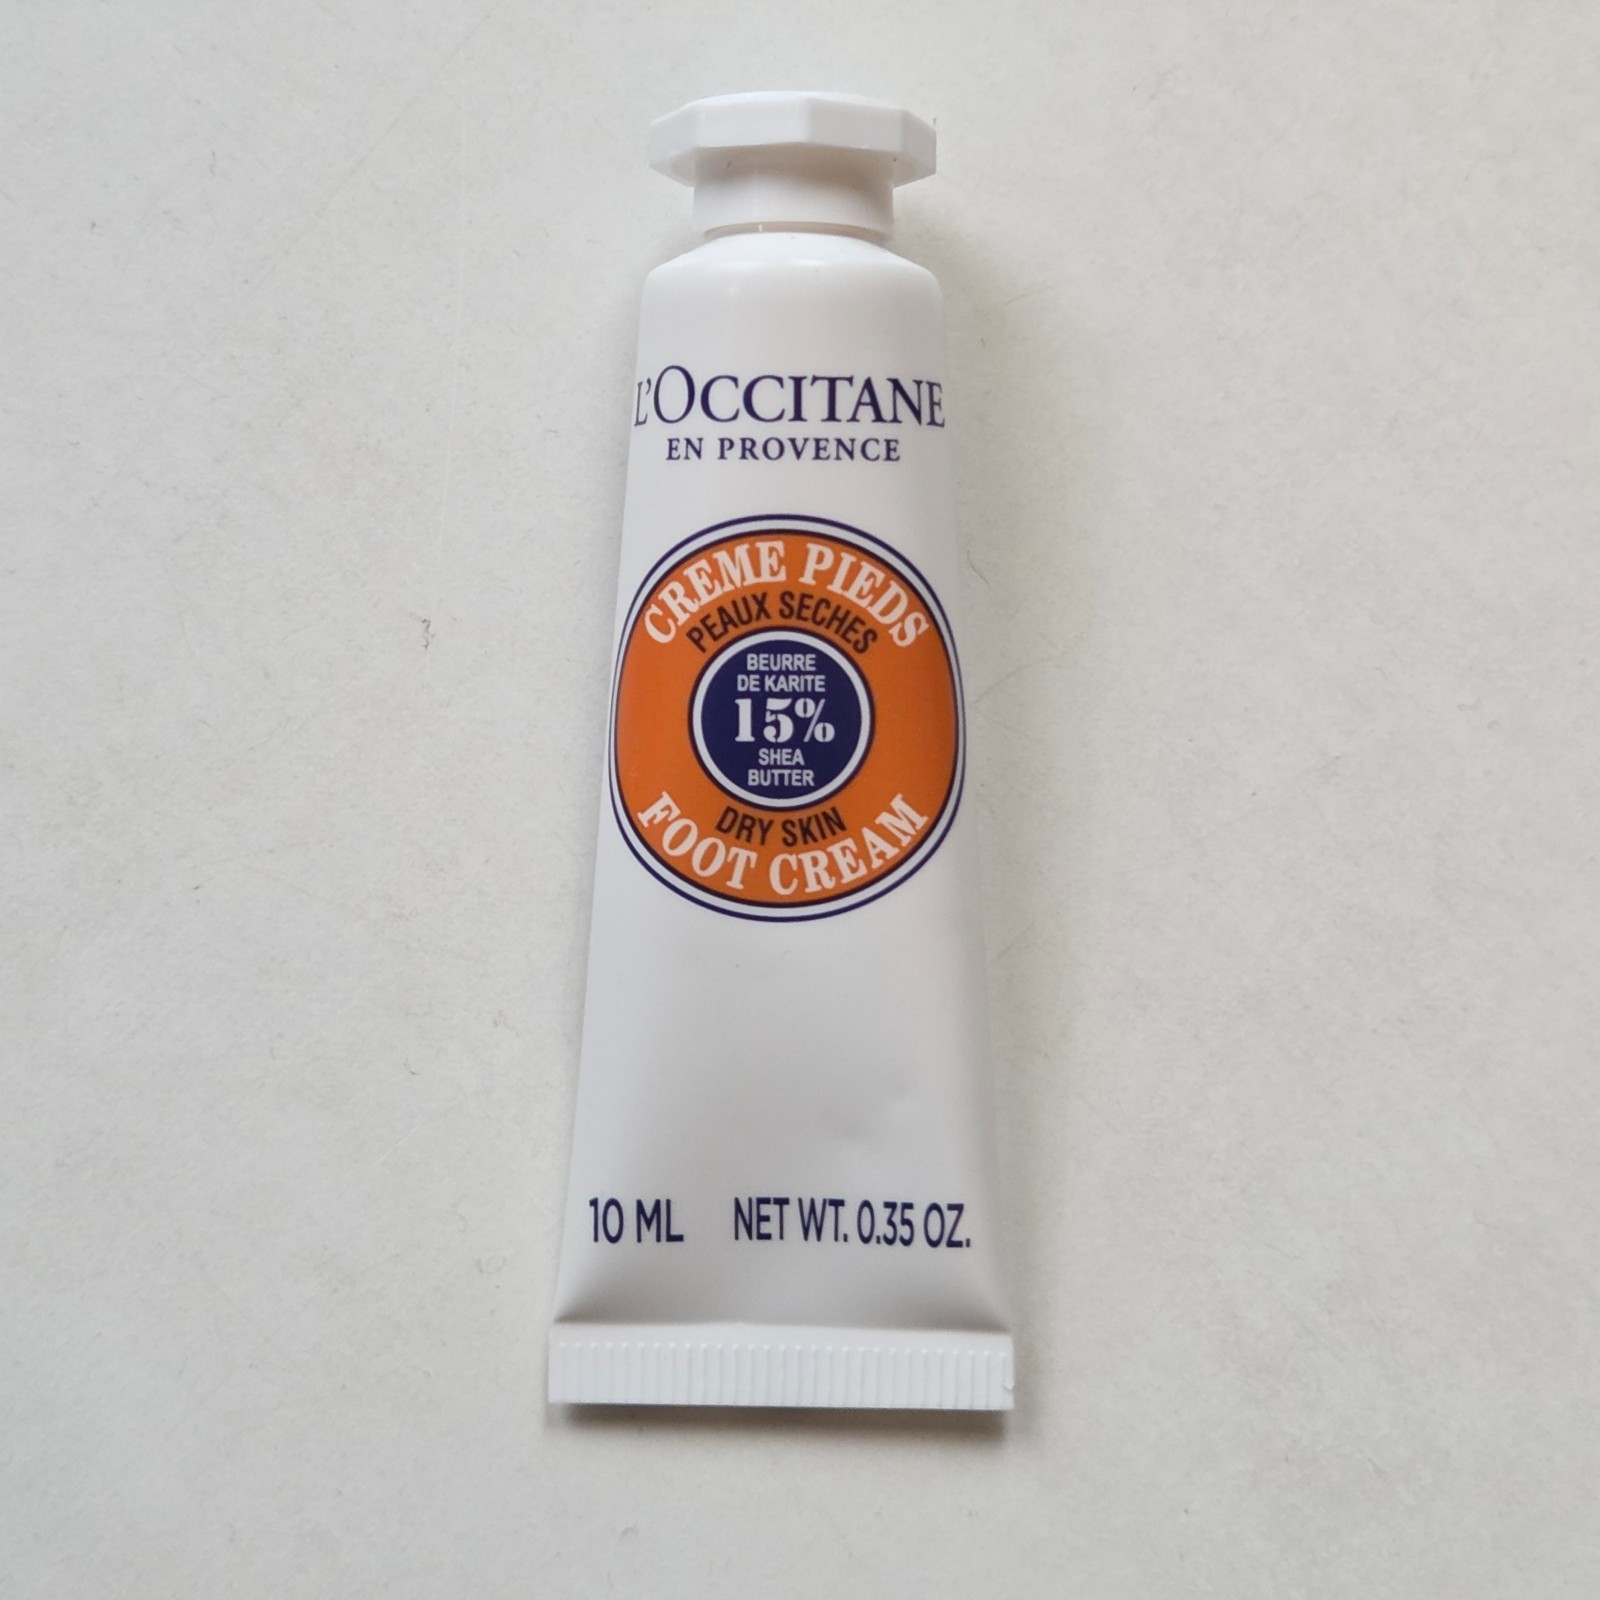 L'OCCITANE
EN PROVENCE
CREME PIEDS
PEAUX SECHES
BEURRE
DE KARITE
15%
SHEA
BUTTER
DRY SKIN
FOOT CREAM
10 ML NET WT. 0.35 OZ.